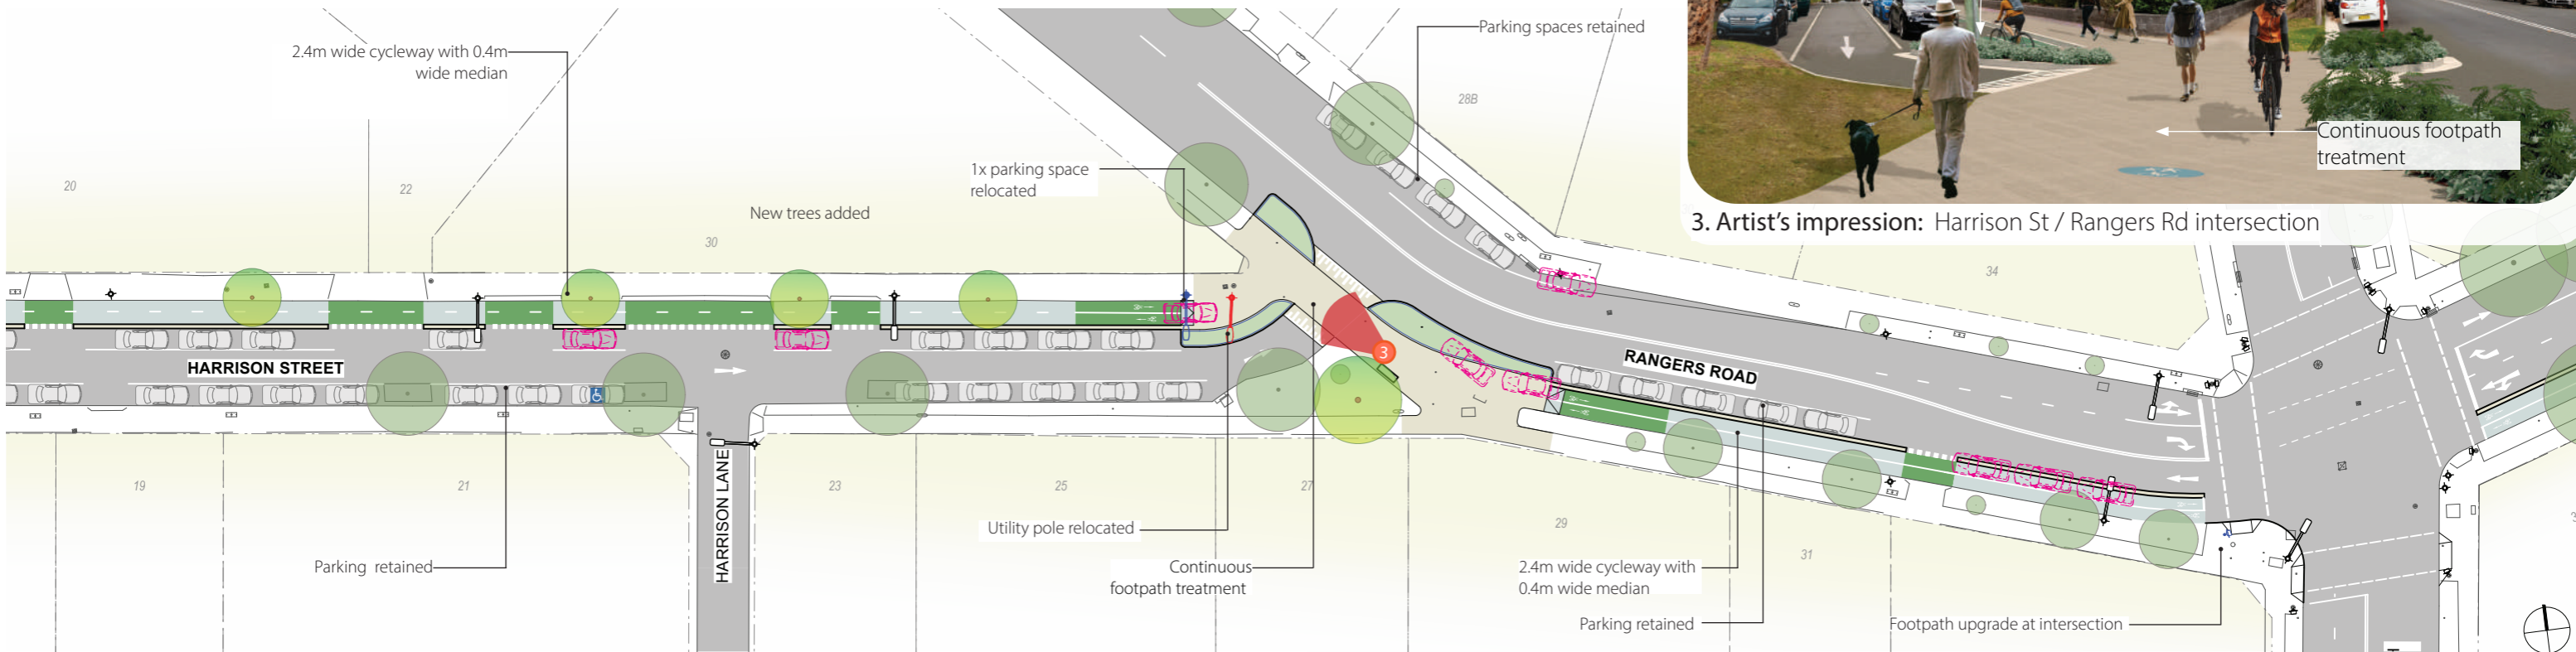 2.4m wide cycleway with 0.4m
wide median
Parking spaces retained
28B
Continuous footpath
treatment
1x parking space
relocated
20
22
New trees added
30
3. Artist's impression: Harrison St / Rangers Rd intersection
34
HARRISON STREET
3
RANGERS ROAD
HARRISON LANE
19
21
23
25
27
29
31
Utility pole relocated
Parking retained
Continuous
footpath treatment
2.4m wide cycleway with
0.4m wide median
Parking retained
Footpath upgrade at intersection